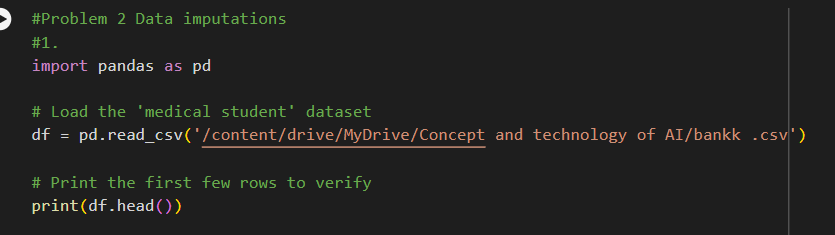 #Problem 2 Data imputations
#1.
import pandas as pd
# Load the 'medical student' dataset
df = pd.read_csv('/content/drive/MyDrive/Concept and technology of AI/bankk .csv')
# Print the first few rows to verify
print(df.head())